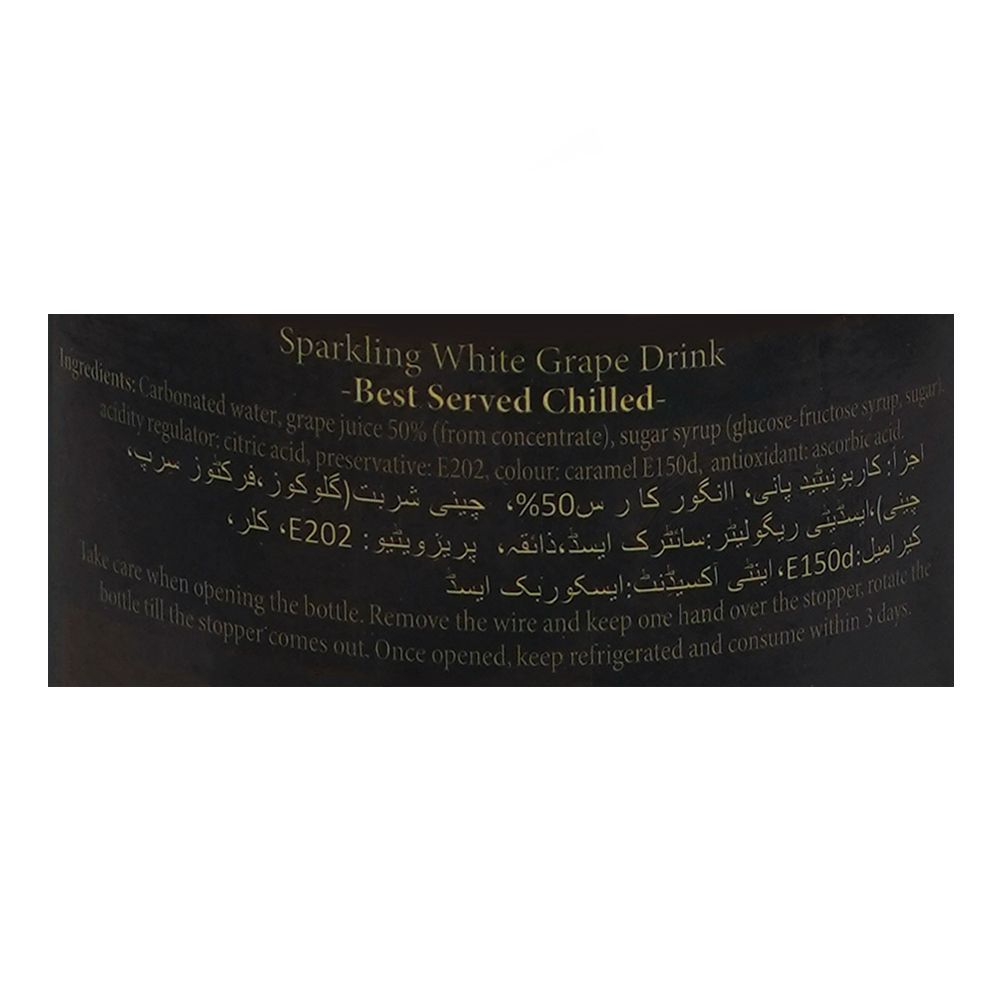 Sparkling White Grape Drink
-Best Served Chilled-
Ingredients: Carbonated water, grape juice 50% (from concentrate), sugar syrup (glucose-fructose syrup, sugar),
acidity regulator: citric acid, preservative: E202, colour: caramel E150d, antioxidant: ascorbic acid.
اجزا: کاربونیٹیڈ پانی، اانگور کا ر س50%، چینی شربت(گلوکوز،فرکٹوز سرپ،
چینی)،ایسڈیٹی ریگولیٹر:سائٹرک ایسڈ،ذائقہ، پریزرویٹیو: E202، کلر،
کیرامیل:E150d، اینٹی آکسیڈنٹ:ایسکوربک ایسڈ
Take care when opening the bottle. Remove the wire and keep one hand over the stopper, rotate the
bottle till the stopper comes out. Once opened, keep refrigerated and consume within 3 days.